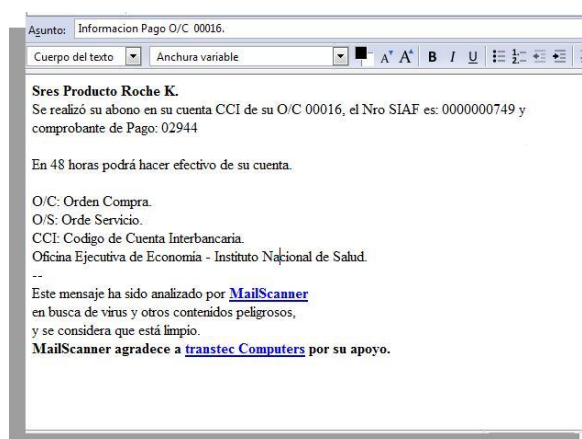 Asunto: Informacion Pago O/C 00016.
Cuerpo del texto Anchura variable A A B I U
Sres Producto Roche K.
Se realizó su abono en su cuenta CCI de su O/C 00016, el Nro SIAF es: 0000000749 y
comprobante de Pago: 02944
En 48 horas podrá hacer efectivo de su cuenta.
O/C: Orden Compra.
O/S: Orde Servicio.
CCI: Codigo de Cuenta Interbancaria.
Oficina Ejecutiva de Economia - Instituto Nacional de Salud.
--
Este mensaje ha sido analizado por MailScanner
en busca de virus y otros contenidos peligrosos,
y se considera que está limpio.
MailScanner agradece a transtec Computers por su apoyo.